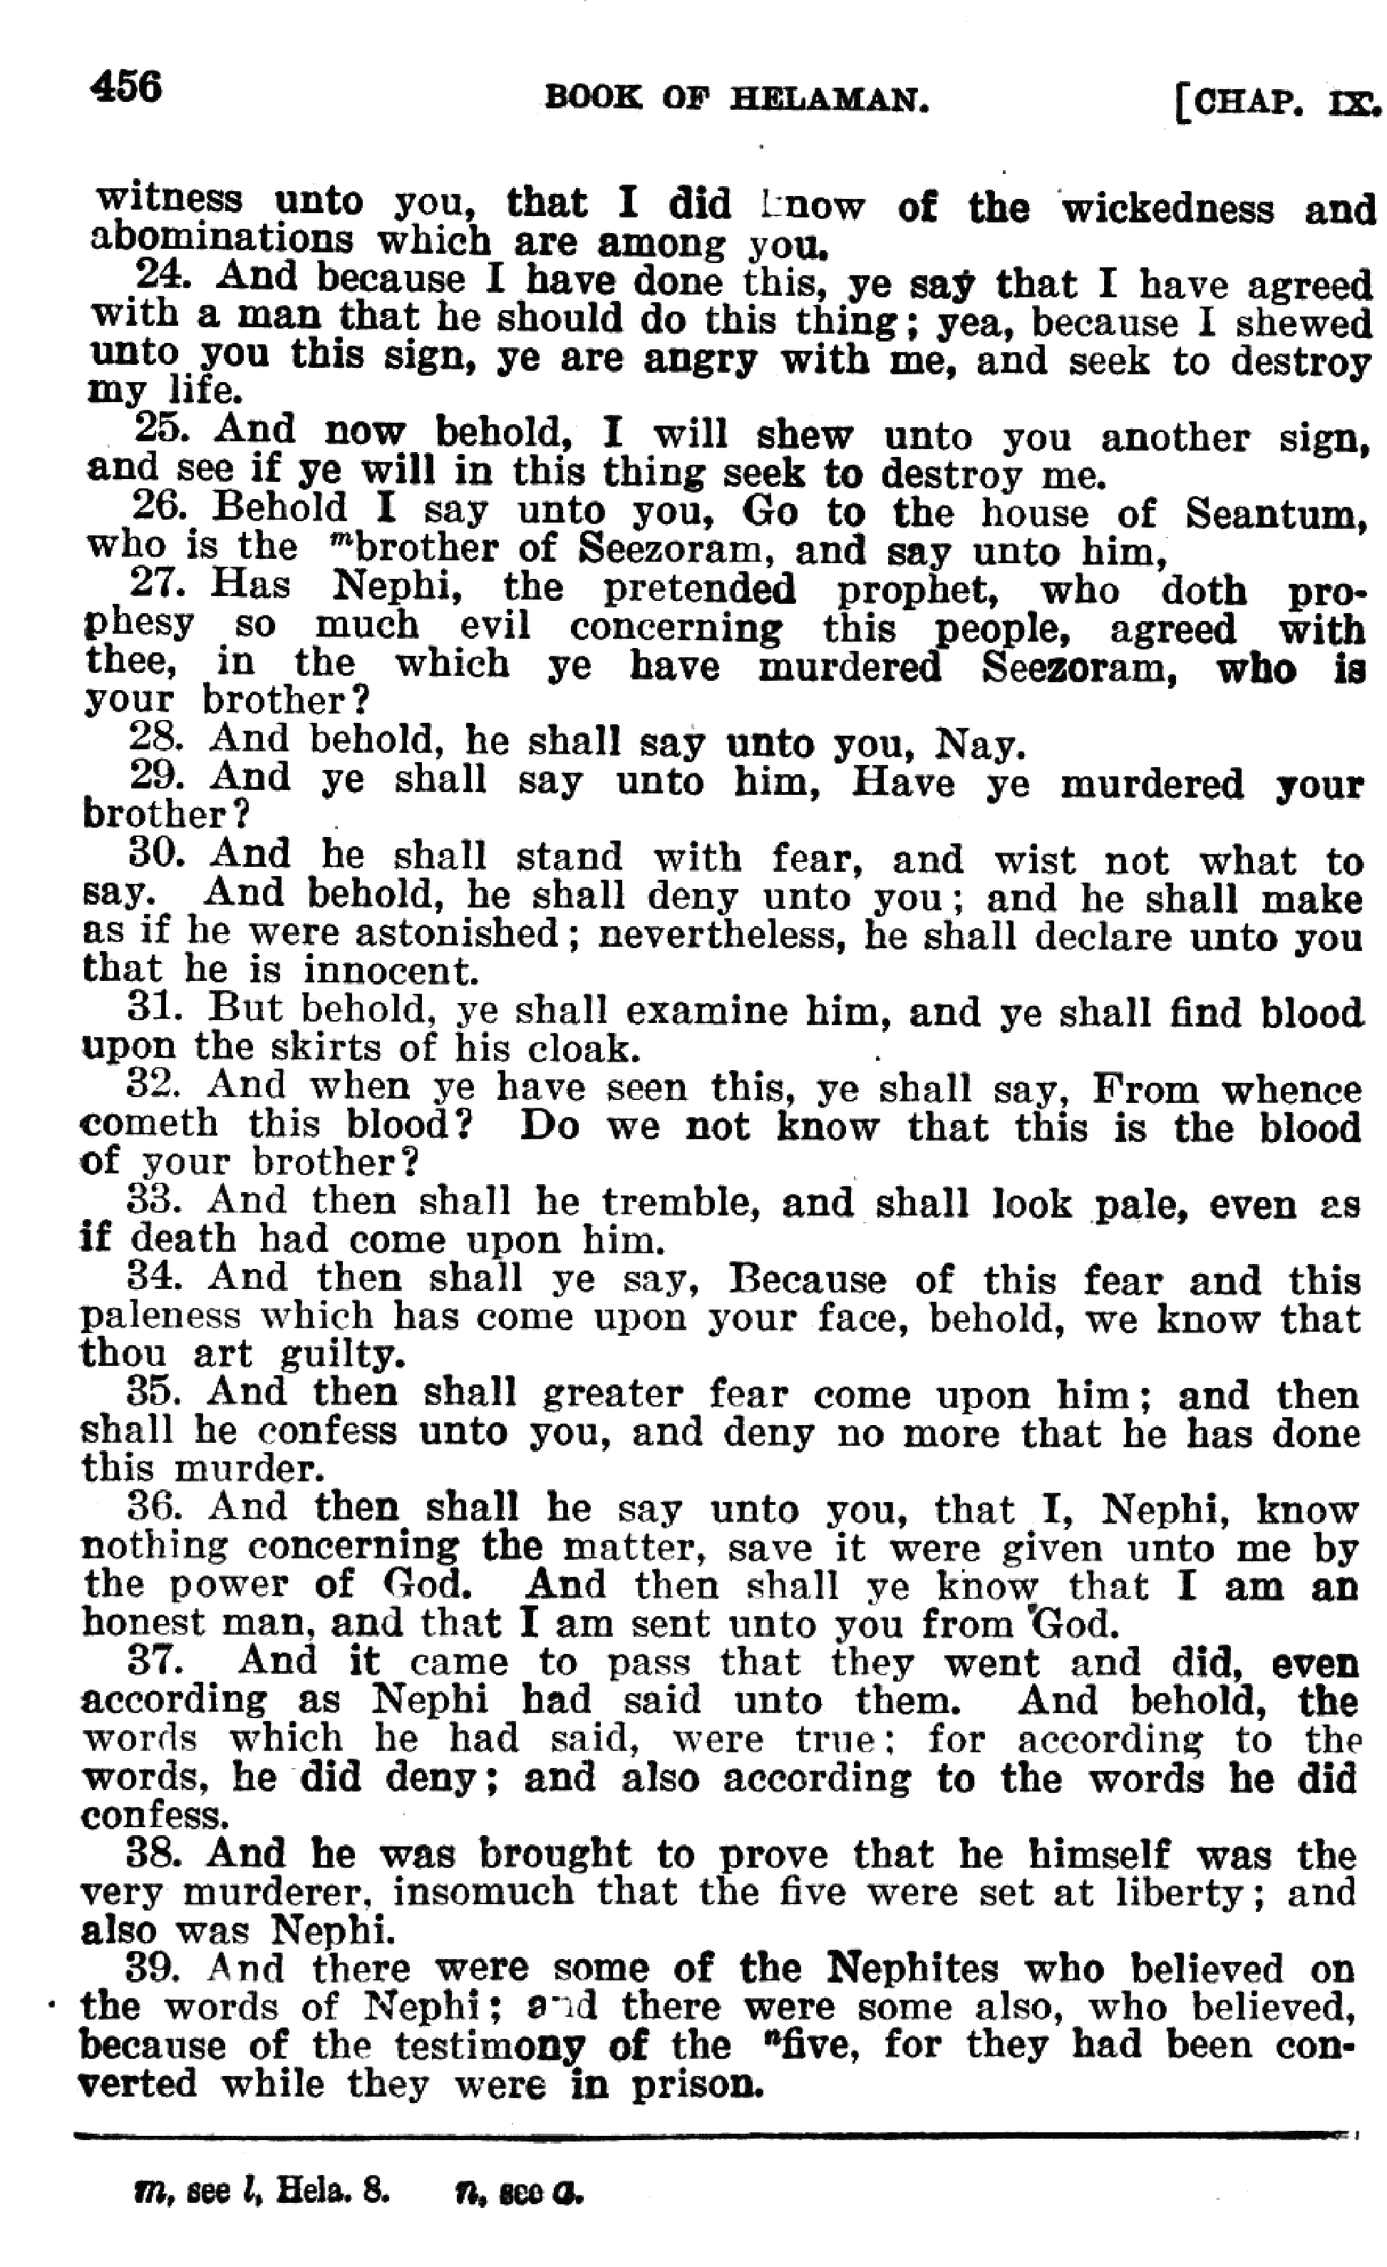 456
BOOK OF HELAMAN.
[CHAP. IX.
witness unto you, that I did know of the wickedness and
abominations which are among you.
24. And because I have done this, ye say that I have agreed
with a man that he should do this thing; yea, because I shewed
unto you this sign, ye are angry with me, and seek to destroy
my life.
25. And now behold, I will shew unto you another sign,
and see if ye will in this thing seek to destroy me.
26. Behold I say unto you, Go to the house of Seantum,
who is the mbrother of Seezoram, and say unto him,
27. Has Nephi, the pretended prophet, who doth pro-
phesy so much evil concerning this people, agreed with
thee, in the which ye have murdered Seezoram, who is
your brother?
28. And behold, he shall say unto you, Nay.
29. And ye shall say unto him, Have ye murdered your
brother?
30. And he shall stand with fear, and wist not what to
say. And behold, he shall deny unto you; and he shall make
as if he were astonished; nevertheless, he shall declare unto you
that he is innocent.
31. But behold, ye shall examine him, and ye shall find blood
upon the skirts of his cloak.
32. And when ye have seen this, ye shall say, From whence
cometh this blood? Do we not know that this is the blood
of your brother?
33. And then shall he tremble, and shall look pale, even as
if death had come upon him.
34. And then shall ye say, Because of this fear and this
paleness which has come upon your face, behold, we know that
thou art guilty.
35. And then shall greater fear come upon him; and then
shall he confess unto you, and deny no more that he has done
this murder.
36. And then shall he say unto you, that I, Nephi, know
nothing concerning the matter, save it were given unto me by
the power of God. And then shall ye know that I am an
honest man, and that I am sent unto you from God.
37. And it came to pass that they went and did, even
according as Nephi had said unto them. And behold, the
words which he had said, were true; for according to the
words, he did deny; and also according to the words he did
confess.
38. And he was brought to prove that he himself was the
very murderer, insomuch that the five were set at liberty; and
also was Nephi.
39. And there were some of the Nephites who believed on
the words of Nephi; and there were some also, who believed,
because of the testimony of the nfive, for they had been con-
verted while they were in prison.
m, see l, Hela. 8. n, see a.